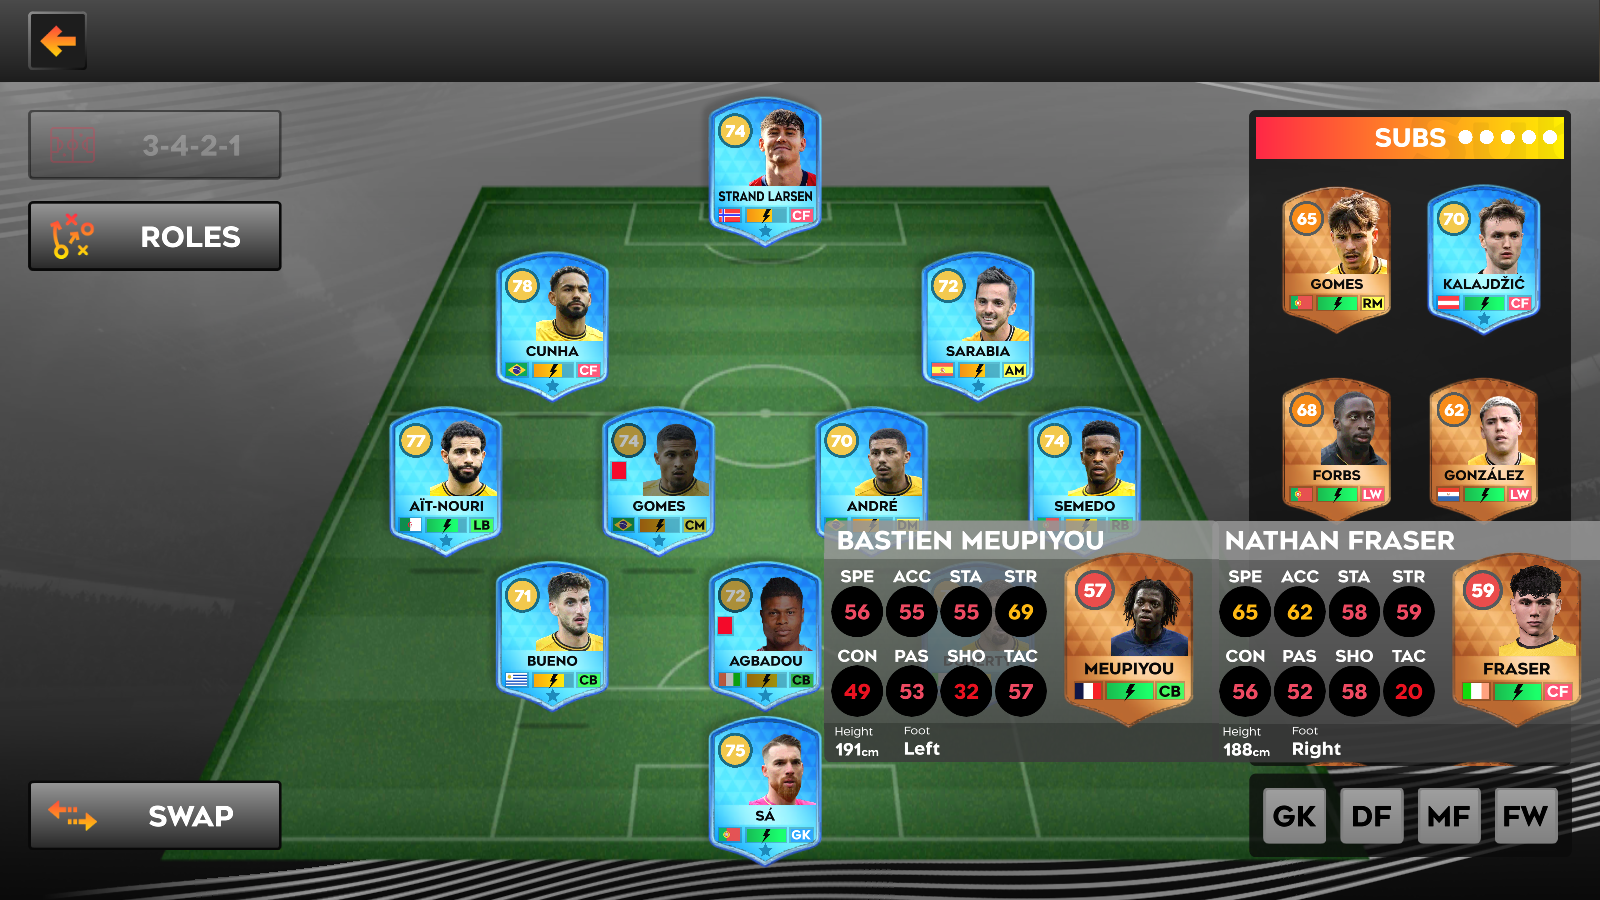 3-4-2-1
ROLES
SWAP
74
STRAND LARSEN
CF
78
CUNHA
CF
72
SARABIA
AM
77
AÏT-NOURI
LB
74
GOMES
CM
70
ANDRÉ
DM
74
SEMEDO
RB
71
BUENO
CB
72
AGBADOU
CB
75
SÁ
GK
SUBS
65
GOMES
RM
70
KALAJDŽIĆ
CF
68
FORBS
LW
62
GONZÁLEZ
LW
BASTIEN MEUPIYOU
SPE ACC STA STR
56 55 55 69
CON PAS SHO TAC
49 53 32 57
Height Foot
191cm Left
57
MEUPIYOU
CB
NATHAN FRASER
SPE ACC STA STR
65 62 58 59
CON PAS SHO TAC
56 52 58 20
Height Foot
188cm Right
59
FRASER
CF
GK DF MF FW